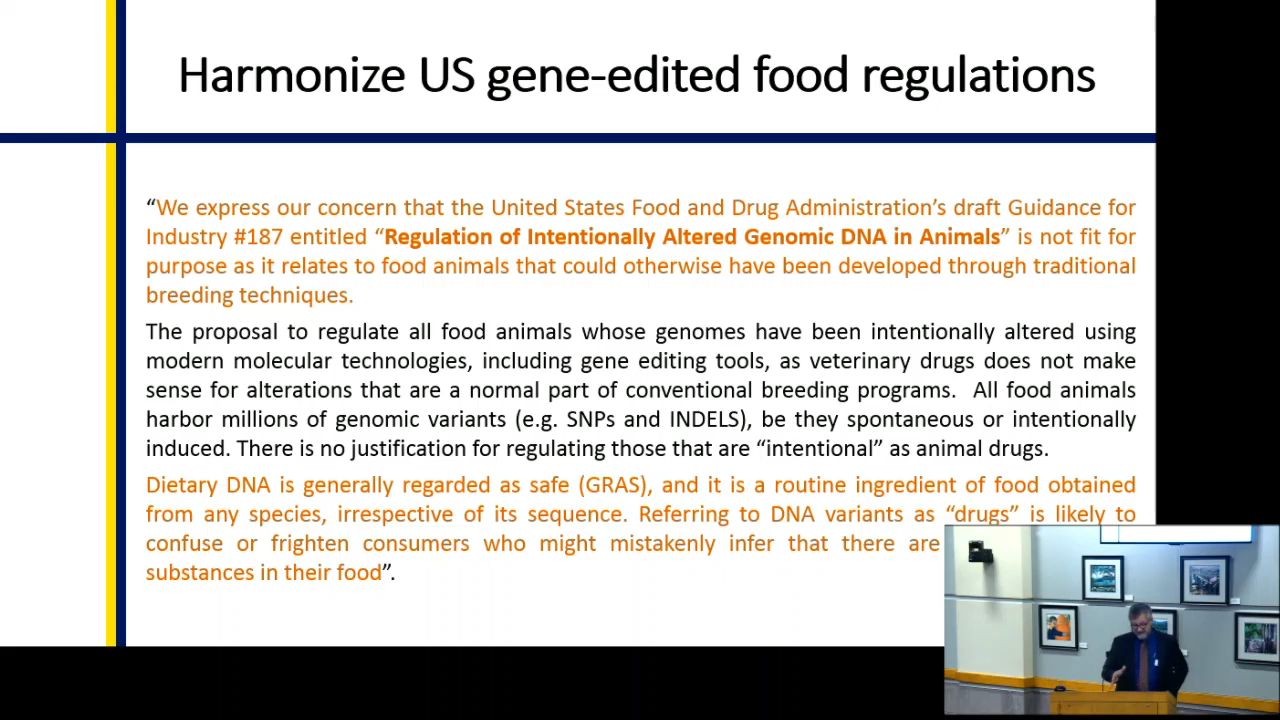 Harmonize US gene-edited food regulations
“We express our concern that the United States Food and Drug Administration’s draft Guidance for
Industry #187 entitled “Regulation of Intentionally Altered Genomic DNA in Animals” is not fit for
purpose as it relates to food animals that could otherwise have been developed through traditional
breeding techniques.
The proposal to regulate all food animals whose genomes have been intentionally altered using
modern molecular technologies, including gene editing tools, as veterinary drugs does not make
sense for alterations that are a normal part of conventional breeding programs. All food animals
harbor millions of genomic variants (e.g. SNPs and INDELS), be they spontaneous or intentionally
induced. There is no justification for regulating those that are “intentional” as animal drugs.
Dietary DNA is generally regarded as safe (GRAS), and it is a routine ingredient of food obtained
from any species, irrespective of its sequence. Referring to DNA variants as “drugs” is likely to
confuse or frighten consumers who might mistakenly infer that there are
substances in their food”.